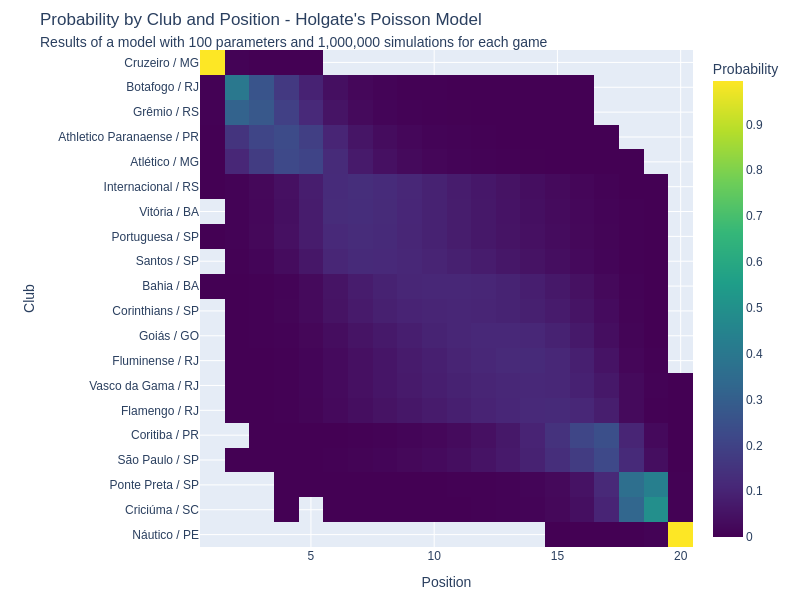 Probability by Club and Position - Holgate's Poisson Model
Results of a model with 100 parameters and 1,000,000 simulations for each game
Probability
Cruzeiro / MG
Botafogo / RJ
Grêmio / RS
Athletico Paranaense / PR
Atlético / MG
Internacional / RS
Vitória / BA
Portuguesa / SP
Santos / SP
Bahia / BA
Corinthians / SP
Goiás / GO
Fluminense / RJ
Vasco da Gama / RJ
Flamengo / RJ
Coritiba / PR
São Paulo / SP
Ponte Preta / SP
Criciúma / SC
Náutico / PE
Club
5
10
15
20
Position
0.9
0.8
0.7
0.6
0.5
0.4
0.3
0.2
0.1
0